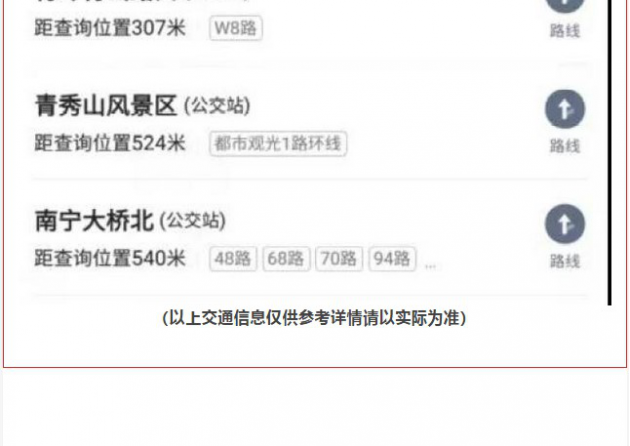 距查询位置307米 W8路
路线
青秀山风景区 (公交站)
距查询位置524米 都市观光1路环线
路线
南宁大桥北 (公交站)
距查询位置540米 48路 68路 70路 94路 ...
路线
(以上交通信息仅供参考详情请以实际为准)